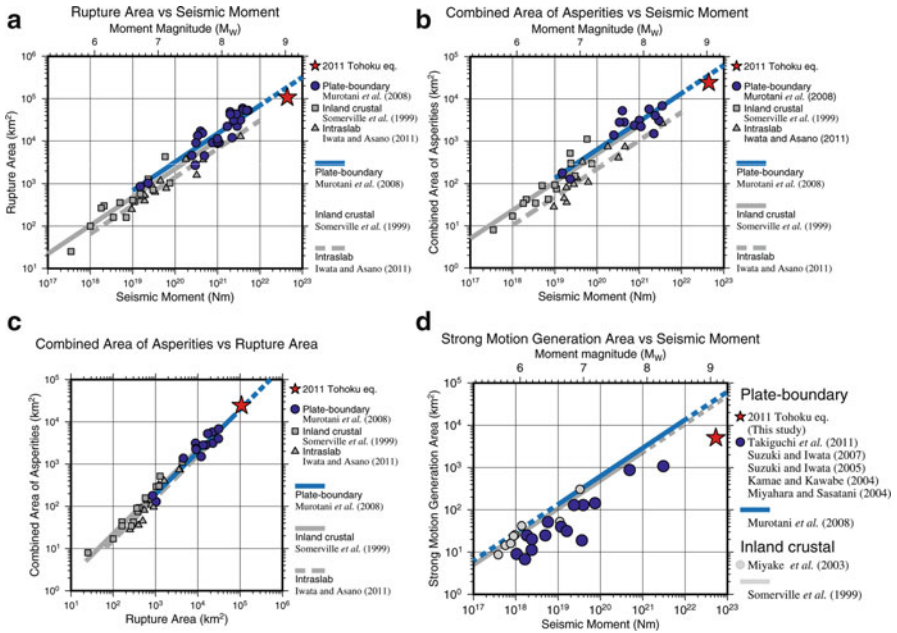 a
Rupture Area vs Seismic Moment
Moment Magnitude (Mw)
6 7 8 9
10⁶
10⁵
10⁴
10³
10²
10¹
Rupture Area (km²)
10¹⁷ 10¹⁸ 10¹⁹ 10²⁰ 10²¹ 10²² 10²³
Seismic Moment (Nm)
2011 Tohoku eq.
Plate-boundary
Murotani et al. (2008)
Inland crustal
Somerville et al. (1999)
Intraslab
Iwata and Asano (2011)
Plate-boundary
Murotani et al. (2008)
Inland crustal
Somerville et al. (1999)
Intraslab
Iwata and Asano (2011)
b
Combined Area of Asperities vs Seismic Moment
Moment Magnitude (Mw)
6 7 8 9
10⁵
10⁴
10³
10²
10¹
10⁰
Combined Area of Asperities (km²)
10¹⁷ 10¹⁸ 10¹⁹ 10²⁰ 10²¹ 10²² 10²³
Seismic Moment (Nm)
2011 Tohoku eq.
Plate-boundary
Murotani et al. (2008)
Inland crustal
Somerville et al. (1999)
Intraslab
Iwata and Asano (2011)
Plate-boundary
Murotani et al. (2008)
Inland crustal
Somerville et al. (1999)
Intraslab
Iwata and Asano (2011)
c
Combined Area of Asperities vs Rupture Area
10⁵
10⁴
10³
10²
10¹
10⁰
Combined Area of Asperities (km²)
10¹ 10² 10³ 10⁴ 10⁵ 10⁶
Rupture Area (km²)
2011 Tohoku eq.
Plate-boundary
Murotani et al. (2008)
Inland crustal
Somerville et al. (1999)
Intraslab
Iwata and Asano (2011)
Plate-boundary
Murotani et al. (2008)
Inland crustal
Somerville et al. (1999)
Intraslab
Iwata and Asano (2011)
d
Strong Motion Generation Area vs Seismic Moment
Moment magnitude (Mw)
6 7 8 9
10⁵
10⁴
10³
10²
10¹
10⁰
Strong Motion Generation Area (km²)
10¹⁷ 10¹⁸ 10¹⁹ 10²⁰ 10²¹ 10²² 10²³
Seismic Moment (Nm)
Plate-boundary
2011 Tohoku eq.
(This study)
Takiguchi et al. (2011)
Suzuki and Iwata (2007)
Suzuki and Iwata (2005)
Kamae and Kawabe (2004)
Miyahara and Sasatani (2004)
Murotani et al. (2008)
Inland crustal
Miyake et al. (2003)
Somerville et al. (1999)